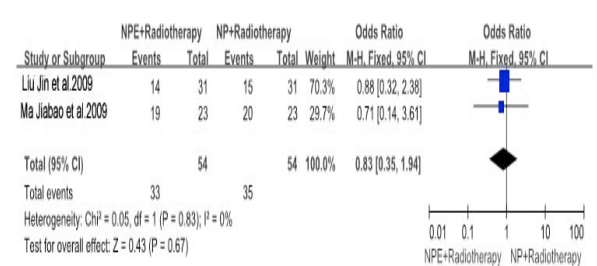 NPE+Radiotherapy NP+Radiotherapy Odds Ratio Odds Ratio
Study or Subgroup Events Total Events Total Weight M-H, Fixed, 95% CI M-H, Fixed, 95% CI
Liu Jin et al.2009 14 31 15 31 70.3% 0.88 [0.32, 2.38]
Ma Jiabao et al.2009 19 23 20 23 29.7% 0.71 [0.14, 3.61]
Total (95% CI) 54 54 100.0% 0.83 [0.35, 1.94]
Total events 33 35
Heterogeneity: Chi² = 0.05, df = 1 (P = 0.83); I² = 0%
Test for overall effect: Z = 0.43 (P = 0.67)
0.01 0.1 1 10 100
NPE+Radiotherapy NP+Radiotherapy